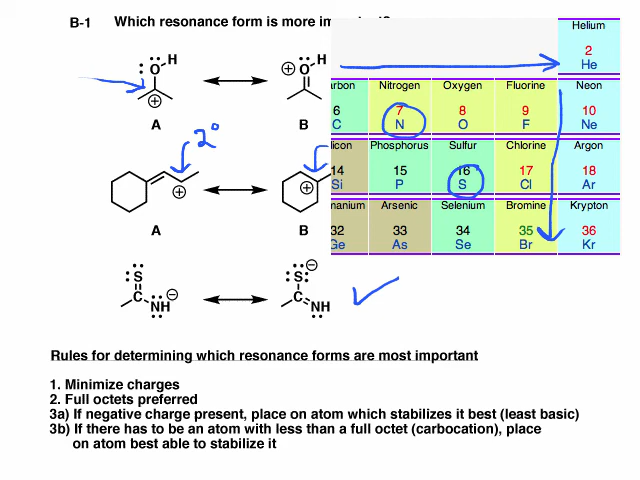 B-1 Which resonance form is more im
Helium
2
He
arbon Nitrogen Oxygen Fluorine Neon
6 7 8 9 10
C N O F Ne
licon Phosphorus Sulfur Chlorine Argon
14 15 16 17 18
Si P S Cl Ar
manium Arsenic Selenium Bromine Krypton
32 33 34 35 36
Ge As Se Br Kr
:O-H
C
+
A
+ :O-H
C
B
2°
+
A
+
B
:S:
C NH −
:S: −
C NH
Rules for determining which resonance forms are most important
1. Minimize charges
2. Full octets preferred
3a) If negative charge present, place on atom which stabilizes it best (least basic)
3b) If there has to be an atom with less than a full octet (carbocation), place
on atom best able to stabilize it